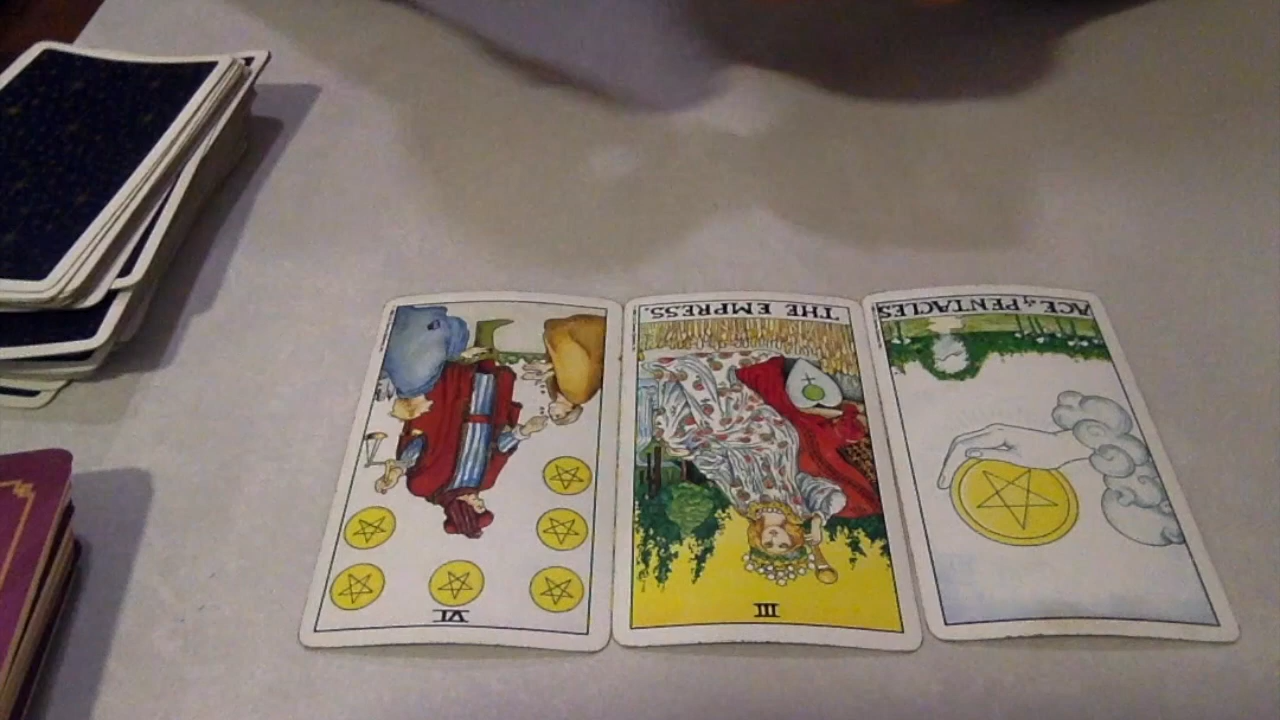 VI
III
THE EMPRESS.
ACE of PENTACLES.